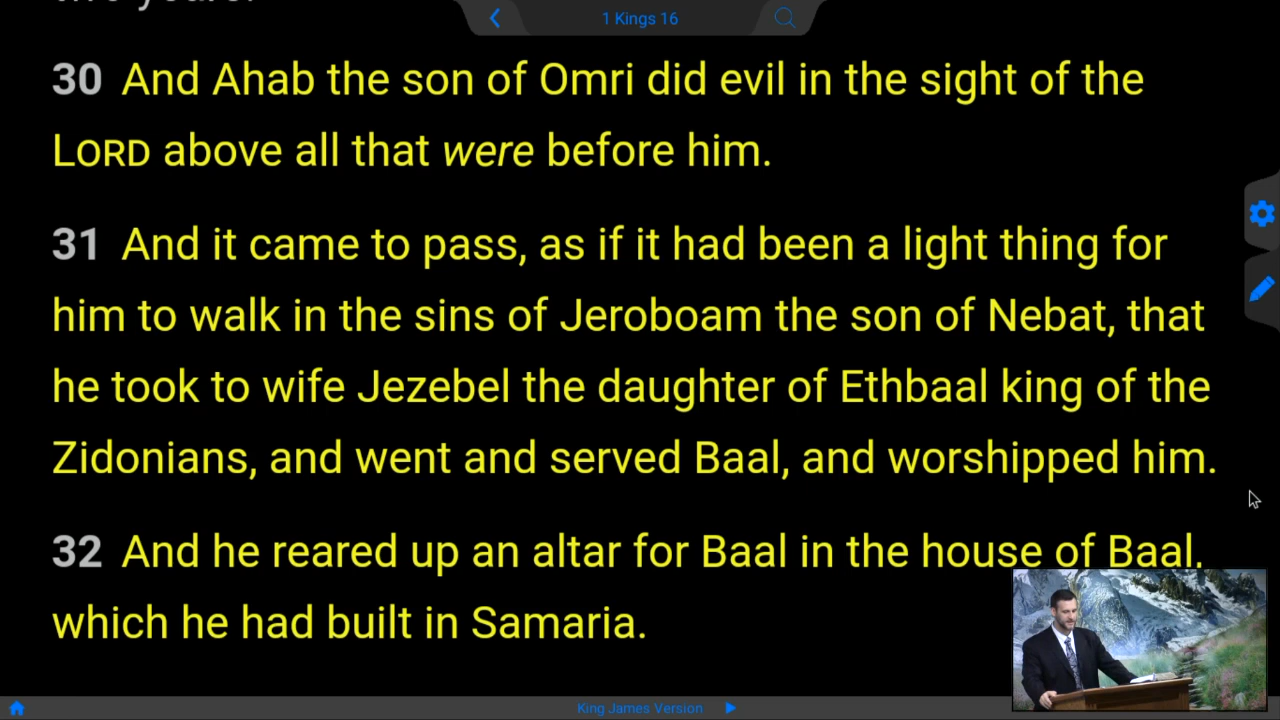 1 Kings 16
30 And Ahab the son of Omri did evil in the sight of the
LORD above all that were before him.
31 And it came to pass, as if it had been a light thing for
him to walk in the sins of Jeroboam the son of Nebat, that
he took to wife Jezebel the daughter of Ethbaal king of the
Zidonians, and went and served Baal, and worshipped him.
32 And he reared up an altar for Baal in the house of Baal,
which he had built in Samaria.
King James Version